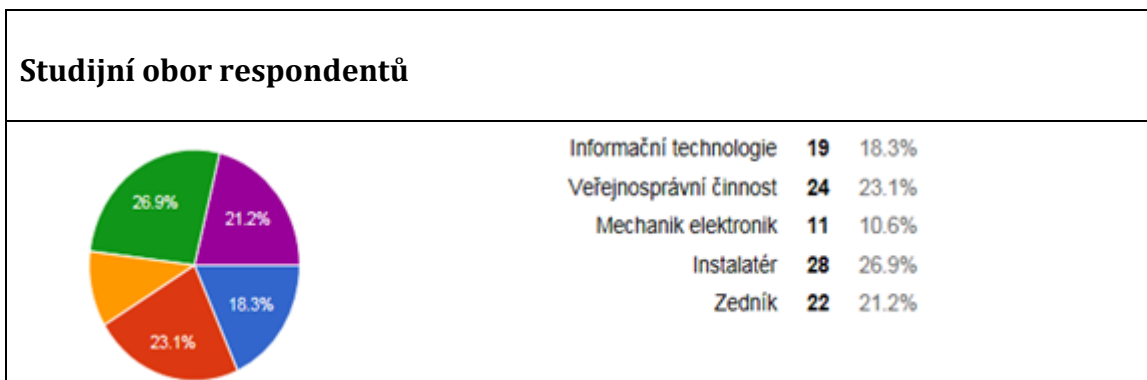 Studijní obor respondentů
26.9%
21.2%
18.3%
23.1%
Informační technologie 19 18.3%
Veřejnosprávní činnost 24 23.1%
Mechanik elektronik 11 10.6%
Instalatér 28 26.9%
Zedník 22 21.2%